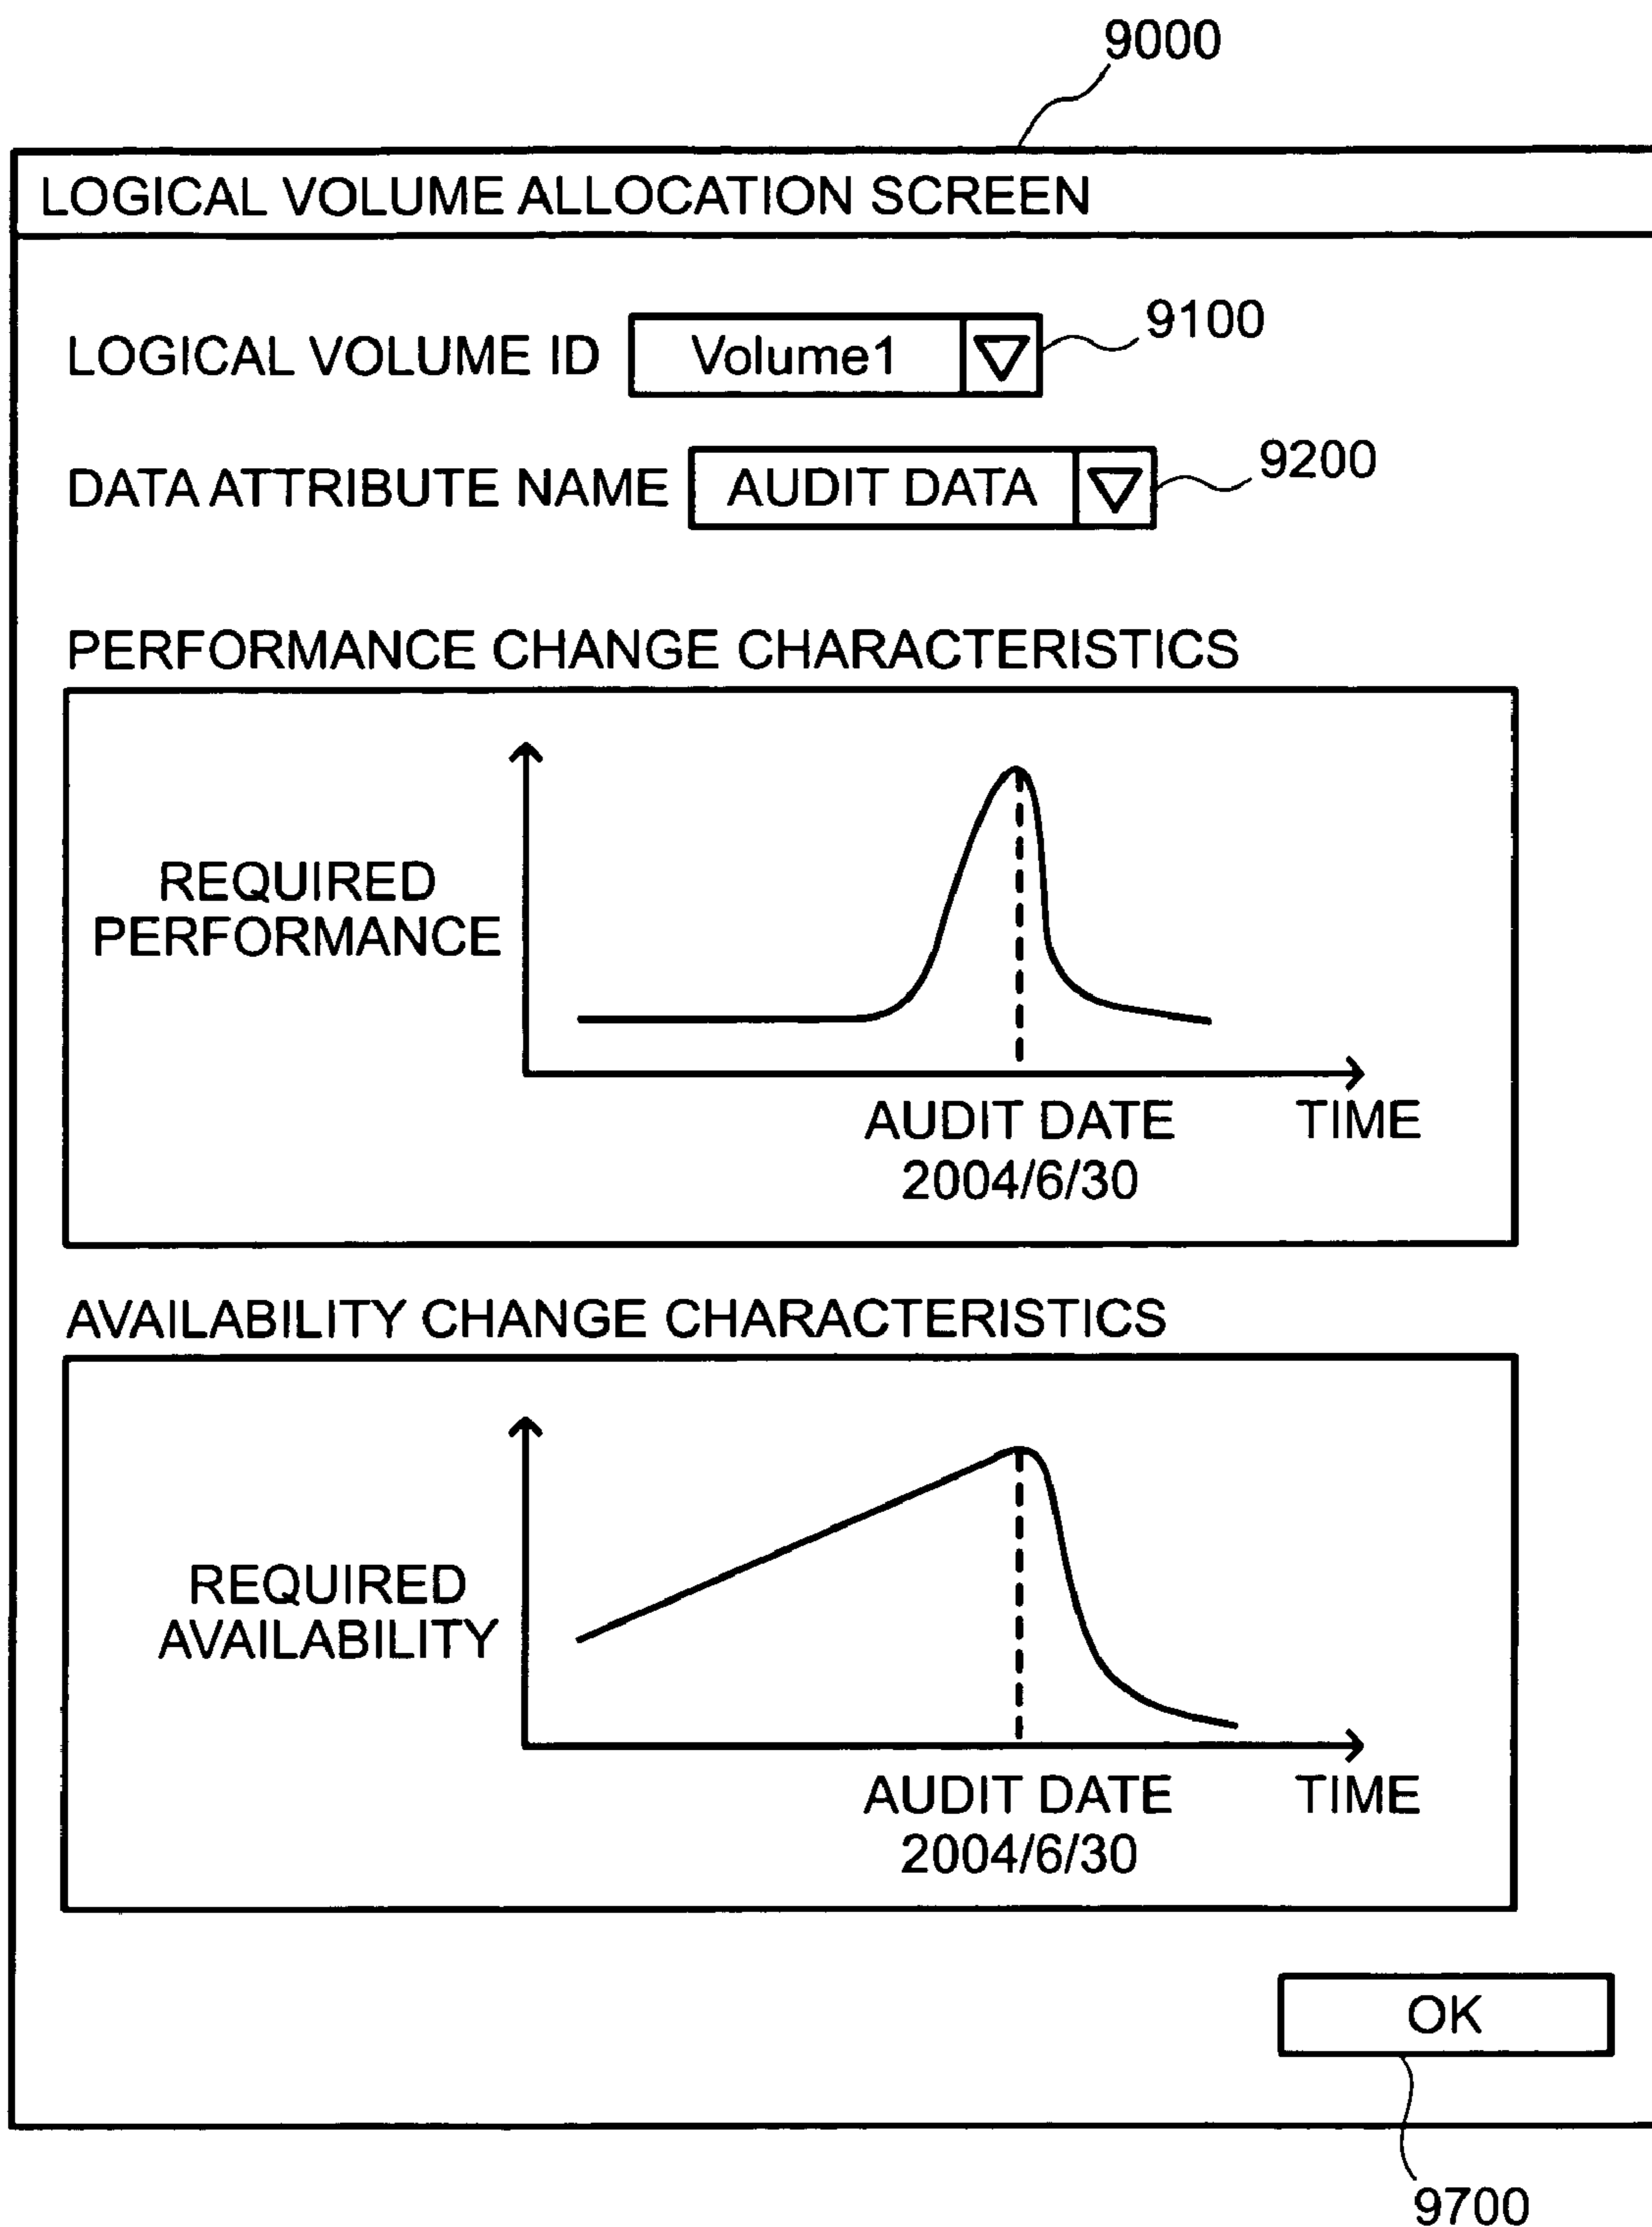 9000
LOGICAL VOLUME ALLOCATION SCREEN
LOGICAL VOLUME ID Volume1 9100
DATA ATTRIBUTE NAME AUDIT DATA 9200
PERFORMANCE CHANGE CHARACTERISTICS
REQUIRED
PERFORMANCE
AUDIT DATE TIME
2004/6/30
AVAILABILITY CHANGE CHARACTERISTICS
REQUIRED
AVAILABILITY
AUDIT DATE TIME
2004/6/30
OK
9700